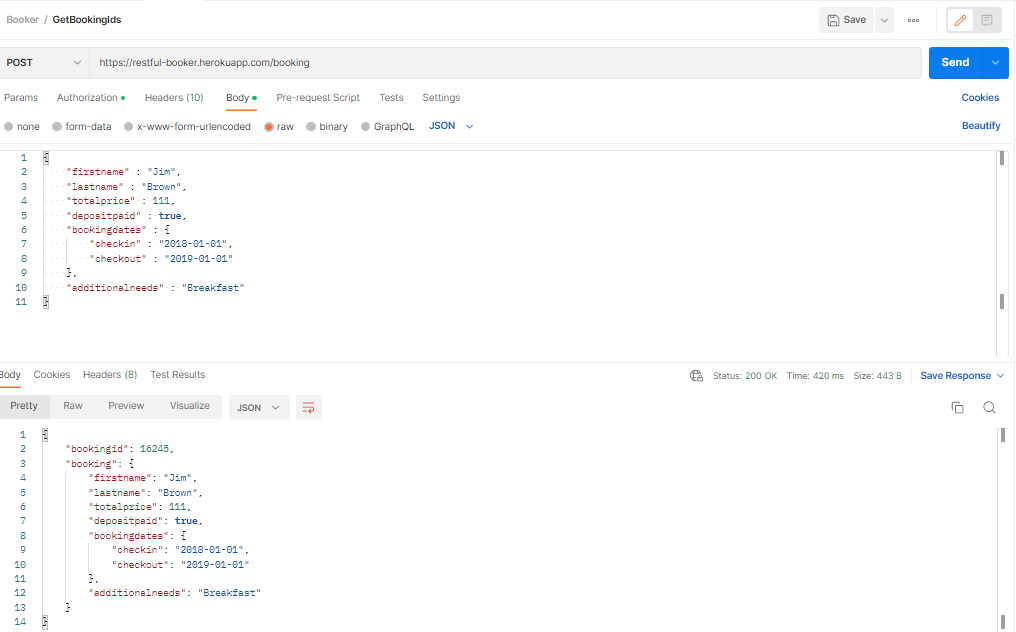 Booker / GetBookingIds Save
POST https://restful-booker.herokuapp.com/booking Send
Params Authorization Headers (10) Body Pre-request Script Tests Settings Cookies
none form-data x-www-form-urlencoded raw binary GraphQL JSON Beautify
1 {
2 "firstname" : "Jim",
3 "lastname" : "Brown",
4 "totalprice" : 111,
5 "depositpaid" : true,
6 "bookingdates" : {
7 "checkin" : "2018-01-01",
8 "checkout" : "2019-01-01"
9 },
10 "additionalneeds" : "Breakfast"
11 }
Body Cookies Headers (8) Test Results Status: 200 OK Time: 420 ms Size: 443 B Save Response
Pretty Raw Preview Visualize JSON
1 {
2 "bookingid": 16245,
3 "booking": {
4 "firstname": "Jim",
5 "lastname": "Brown",
6 "totalprice": 111,
7 "depositpaid": true,
8 "bookingdates": {
9 "checkin": "2018-01-01",
10 "checkout": "2019-01-01"
11 },
12 "additionalneeds": "Breakfast"
13 }
14 }